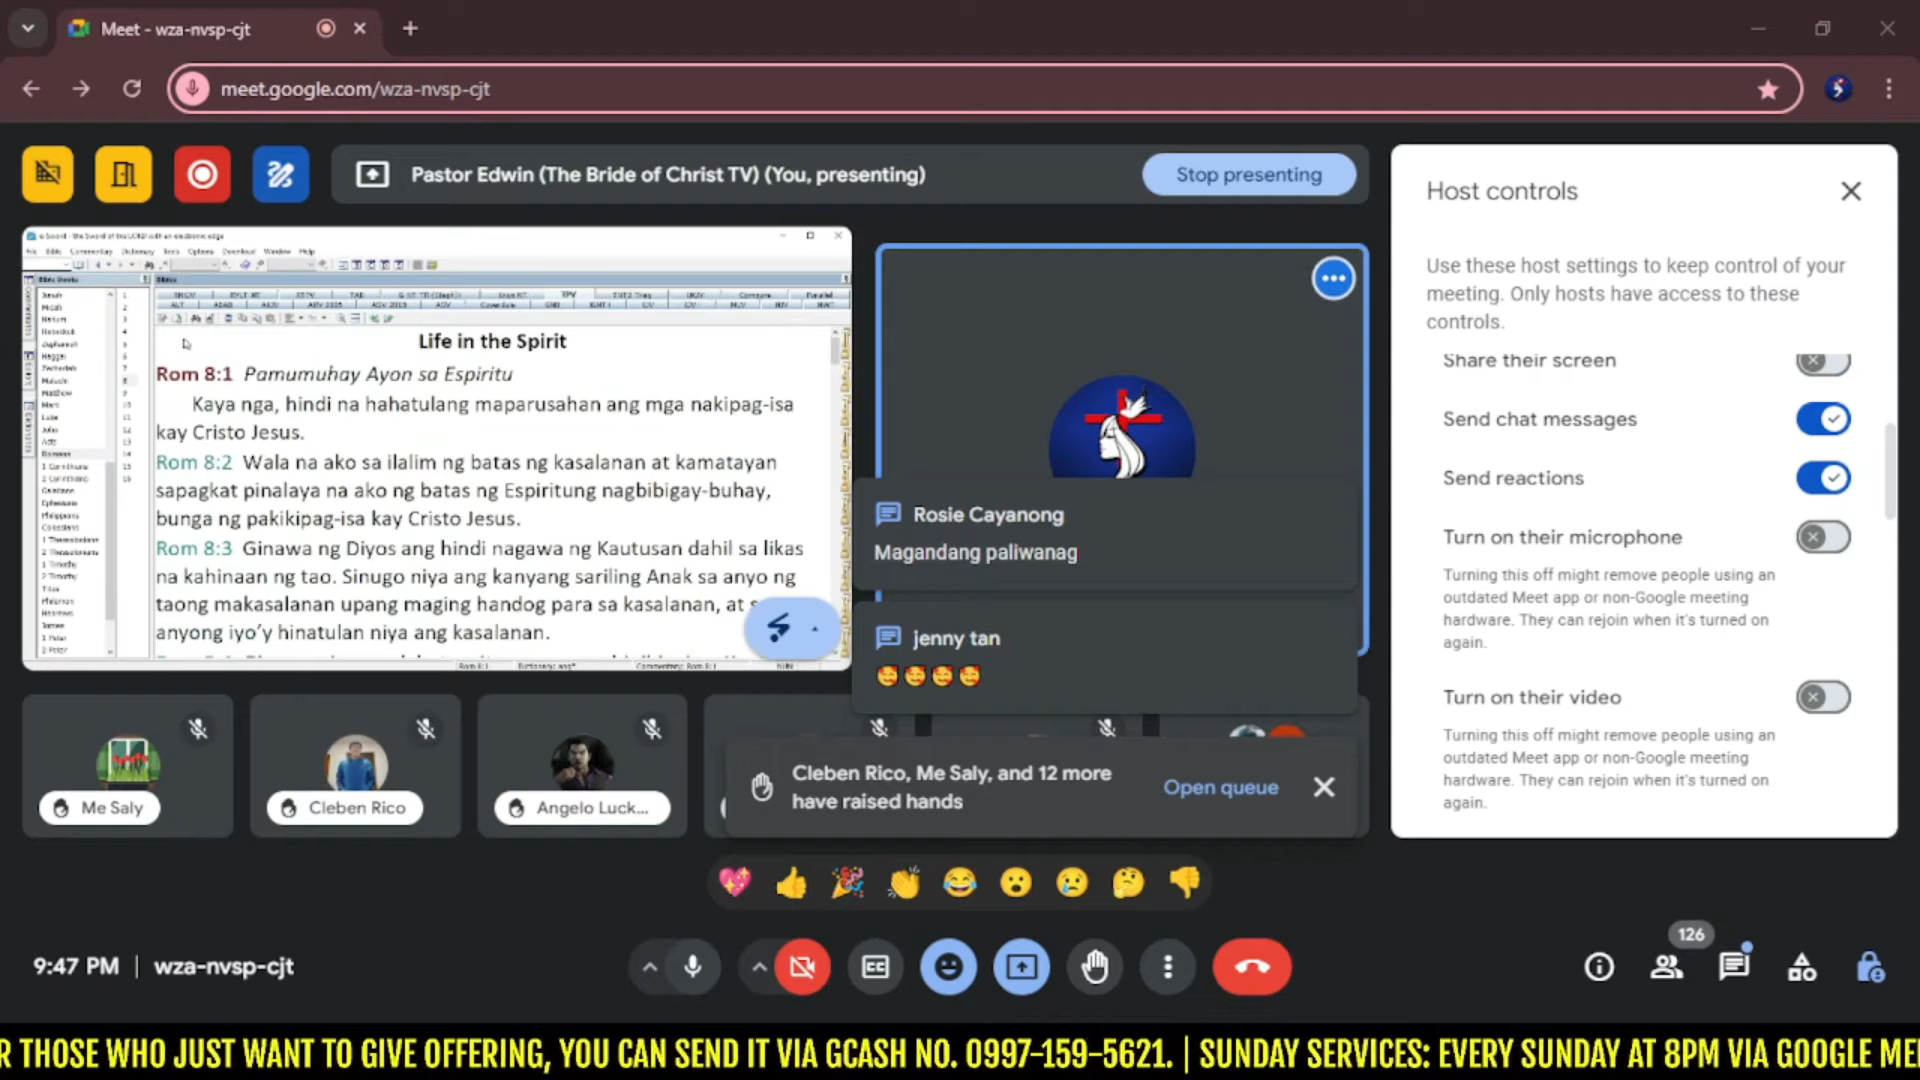 Meet - wza-nvsp-cjt
meet.google.com/wza-nvsp-cjt
Pastor Edwin (The Bride of Christ TV) (You, presenting)
Stop presenting
Life in the Spirit
Rom 8:1 Pamumuhay Ayon sa Espiritu
Kaya nga, hindi na hahatulang maparusahan ang mga nakipag-isa
kay Cristo Jesus.
Rom 8:2 Wala na ako sa ilalim ng batas ng kasalanan at kamatayan
sapagkat pinalaya na ako ng batas ng Espiritung nagbibigay-buhay,
bunga ng pakikipag-isa kay Cristo Jesus.
Rom 8:3 Ginawa ng Diyos ang hindi nagawa ng Kautusan dahil sa likas
na kahinaan ng tao. Sinugo niya ang kanyang sariling Anak sa anyo ng
taong makasalanan upang maging handog para sa kasalanan, at
anyong iyo'y hinatulan niya ang kasalanan.
Rosie Cayanong
Magandang paliwanag
jenny tan
🥰🥰🥰🥰
Me Saly
Cleben Rico
Angelo Luck...
Cleben Rico, Me Saly, and 12 more
have raised hands
Open queue
Host controls
Use these host settings to keep control of your
meeting. Only hosts have access to these
controls.
Share their screen
Send chat messages
Send reactions
Turn on their microphone
Turning this off might remove people using an
outdated Meet app or non-Google meeting
hardware. They can rejoin when it's turned on
again.
Turn on their video
Turning this off might remove people using an
outdated Meet app or non-Google meeting
hardware. They can rejoin when it's turned on
again.
9:47 PM | wza-nvsp-cjt
126
R THOSE WHO JUST WANT TO GIVE OFFERING, YOU CAN SEND IT VIA GCASH NO. 0997-159-5621. | SUNDAY SERVICES: EVERY SUNDAY AT 8PM VIA GOOGLE ME